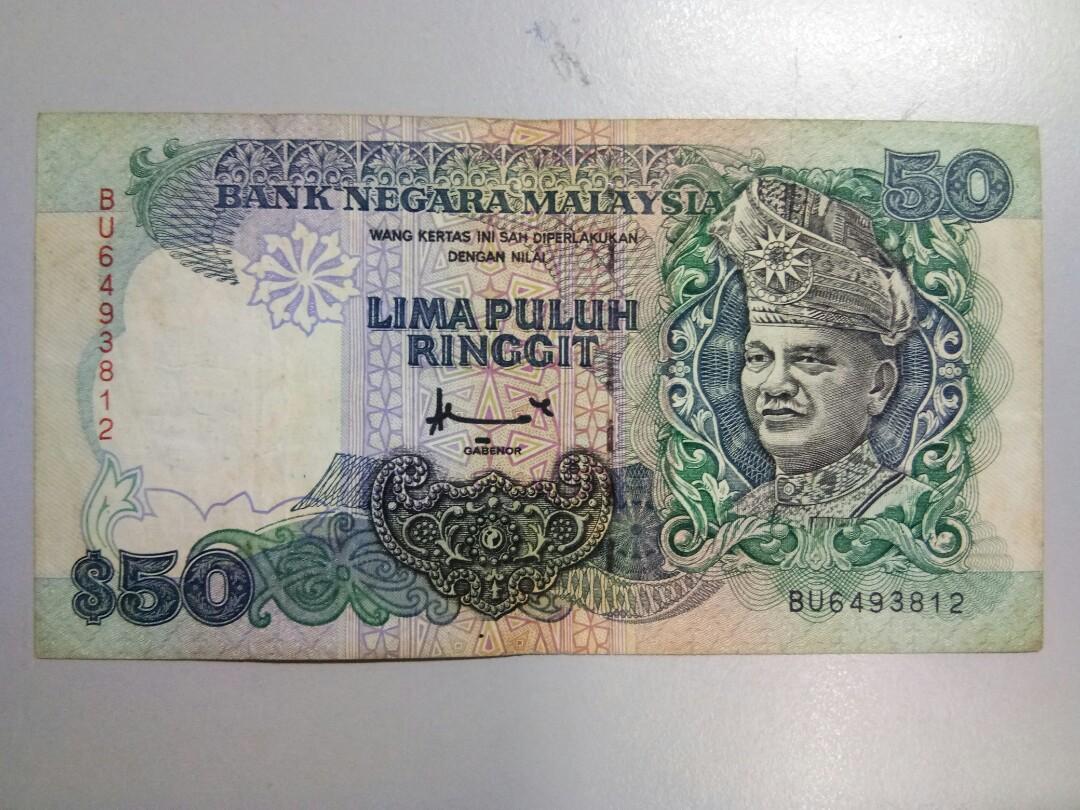 BANK NEGARA MALAYSIA
50
WANG KERTAS INI SAH DIPERLAKUKAN
DENGAN NILAI
LIMA PULUH
RINGGIT
GABENOR
BU6493812
$50
BU6493812